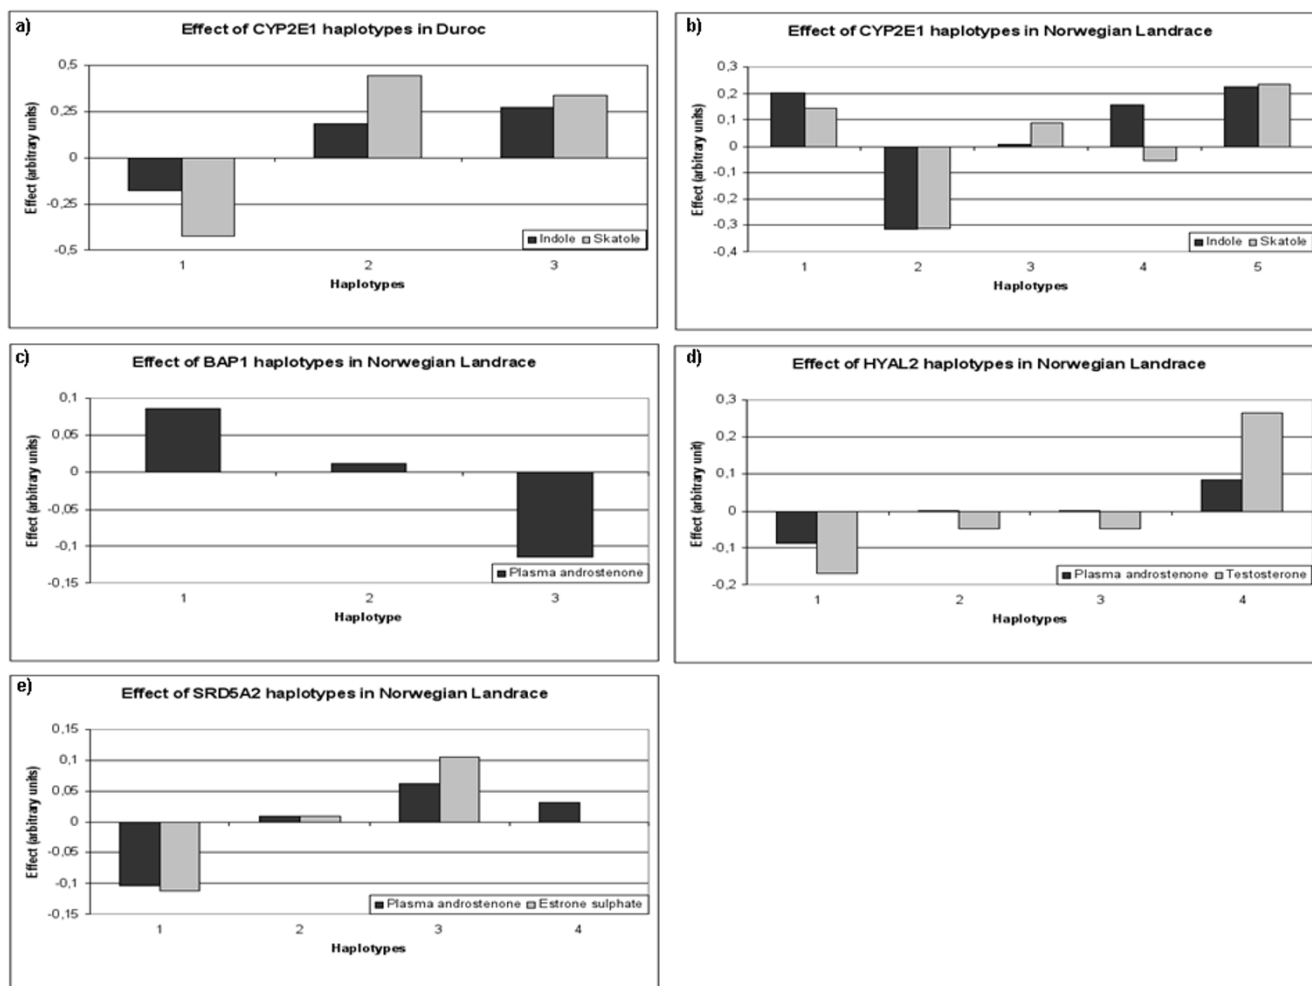 a)
Effect of CYP2E1 haplotypes in Duroc
Effect (arbitrary units)
0,5
0,25
0
-0,25
-0,5
Indole Skatole
1 2 3
Haplotypes
b)
Effect of CYP2E1 haplotypes in Norwegian Landrace
Effect (arbitrary units)
0,3
0,2
0,1
0
-0,1
-0,2
-0,3
-0,4
Indole Skatole
1 2 3 4 5
Haplotypes
c)
Effect of BAP1 haplotypes in Norwegian Landrace
Effect (arbitrary units)
0,1
0,05
0
-0,05
-0,1
-0,15
Plasma androstenone
1 2 3
Haplotype
d)
Effect of HYAL2 haplotypes in Norwegian Landrace
Effect (arbitrary unit)
0,3
0,2
0,1
0
-0,1
-0,2
Plasma androstenone Testosterone
1 2 3 4
Haplotypes
e)
Effect of SRD5A2 haplotypes in Norwegian Landrace
Effect (arbitrary units)
0,15
0,1
0,05
0
-0,05
-0,1
-0,15
Plasma androstenone Estrone sulphate
1 2 3 4
Haplotypes